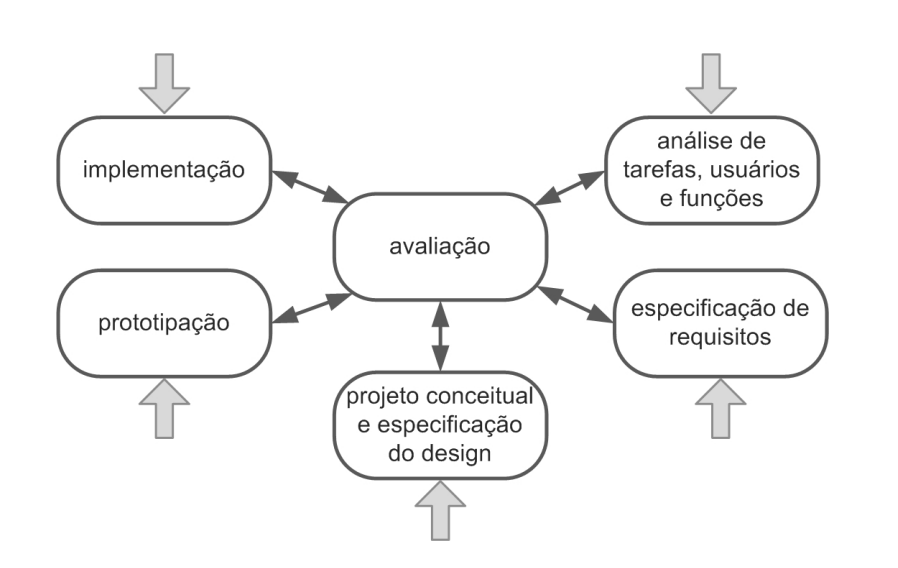 implementação
análise de
tarefas, usuários
e funções
avaliação
prototipação
especificação de
requisitos
projeto conceitual
e especificação
do design